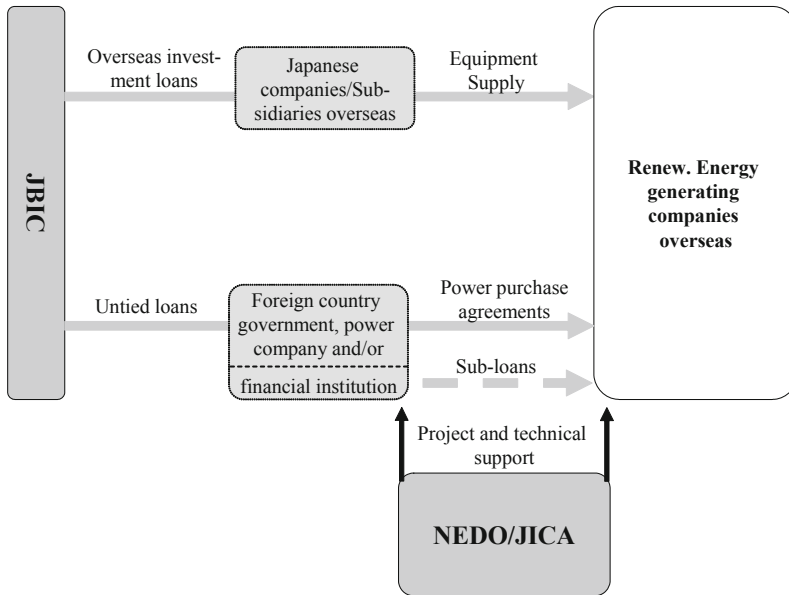 JBIC
Overseas invest-
ment loans
Japanese
companies/Sub-
sidiaries overseas
Equipment
Supply
Renew. Energy
generating
companies
overseas
Untied loans
Foreign country
government, power
company and/or
financial institution
Power purchase
agreements
Sub-loans
Project and technical
support
NEDO/JICA